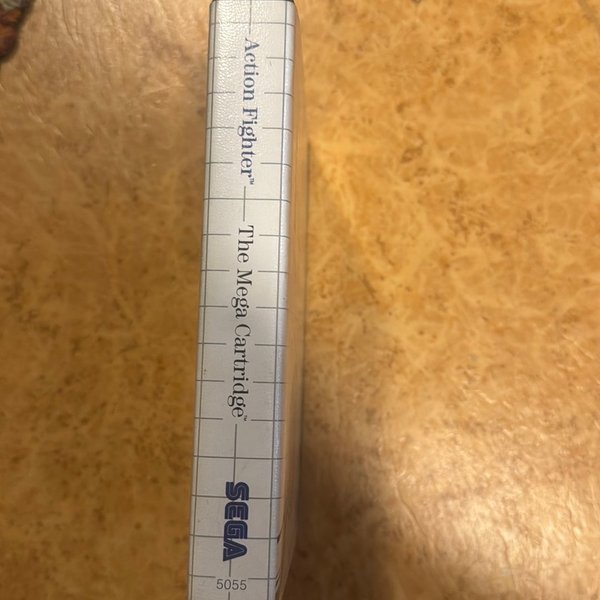 Action Fighter™
The Mega Cartridge™
SEGA
5055